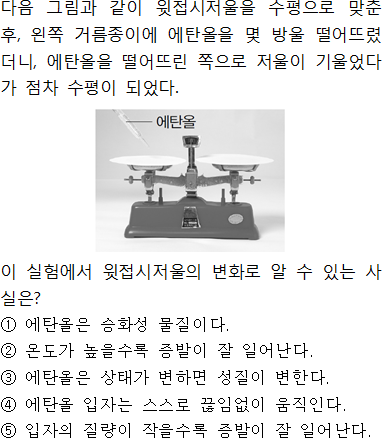 다음 그림과 같이 윗접시저울을 수평으로 맞춘
후, 왼쪽 거름종이에 에탄올을 몇 방울 떨어뜨렸
더니, 에탄올을 떨어뜨린 쪽으로 저울이 기울었다
가 점차 수평이 되었다.
에탄올
이 실험에서 윗접시저울의 변화로 알 수 있는 사
실은?
① 에탄올은 승화성 물질이다.
② 온도가 높을수록 증발이 잘 일어난다.
③ 에탄올은 상태가 변하면 성질이 변한다.
④ 에탄올 입자는 스스로 끊임없이 움직인다.
⑤ 입자의 질량이 작을수록 증발이 잘 일어난다.